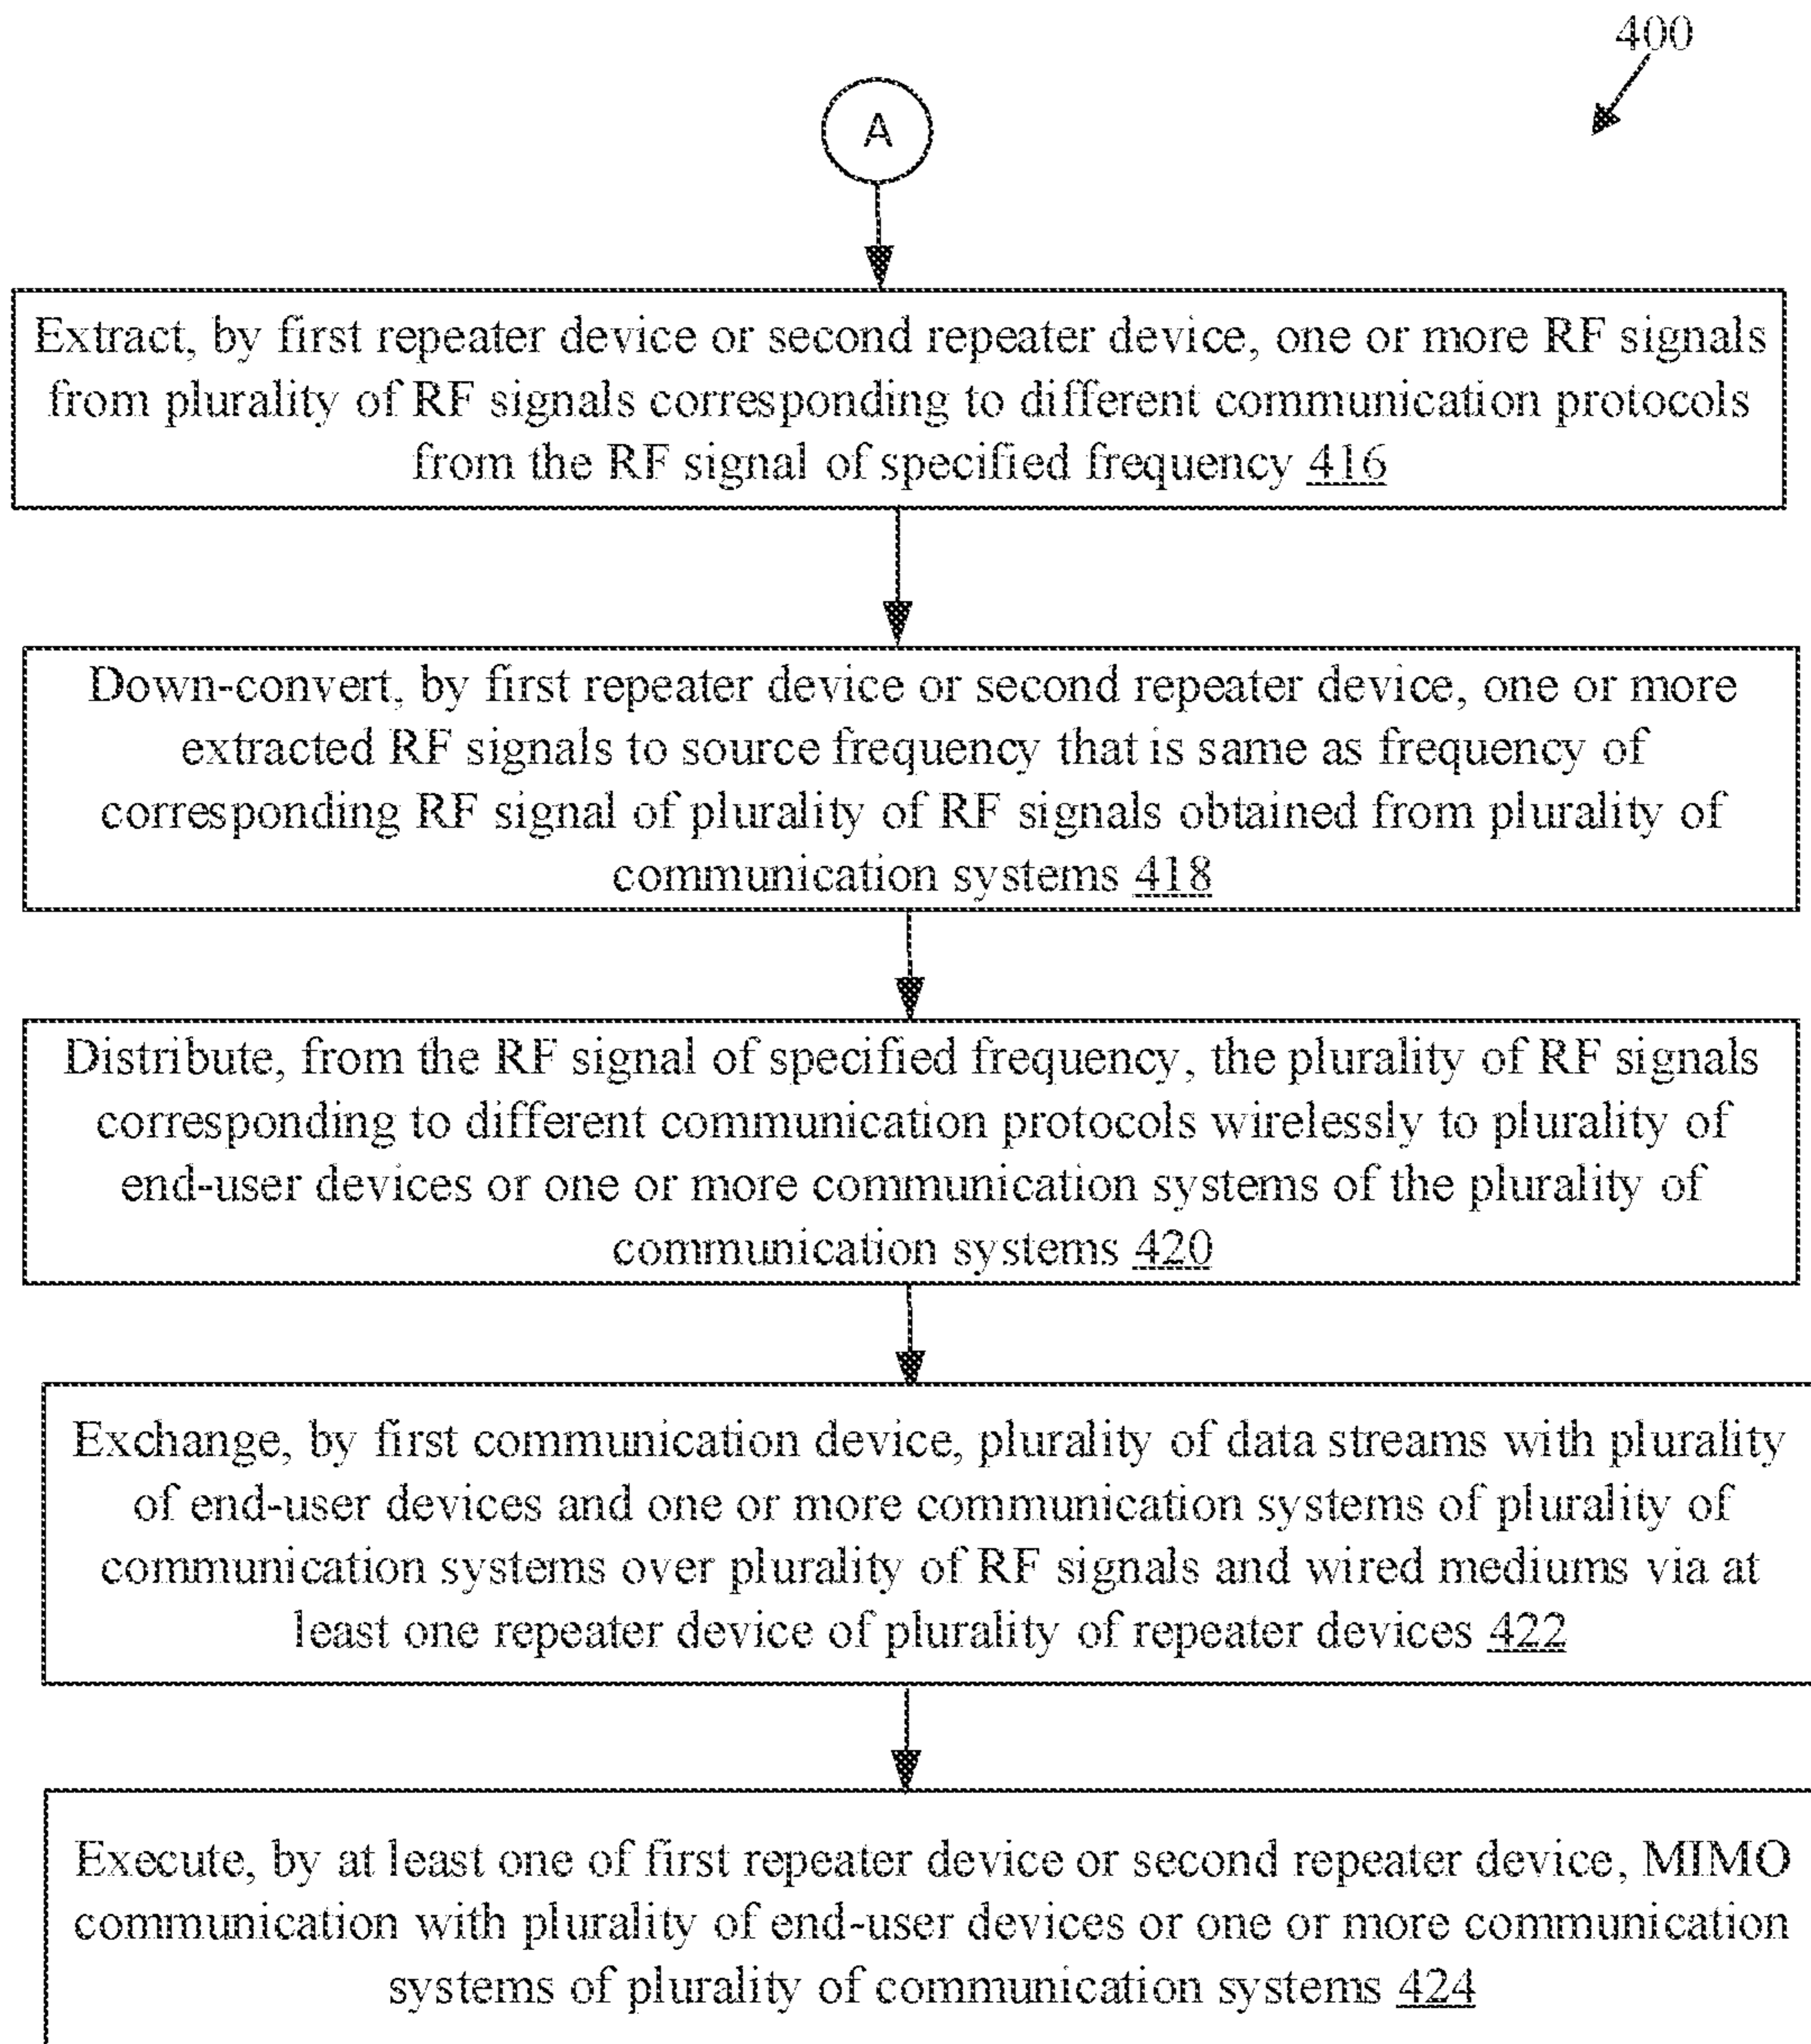 400
A
Extract, by first repeater device or second repeater device, one or more RF signals
from plurality of RF signals corresponding to different communication protocols
from the RF signal of specified frequency 416
Down-convert, by first repeater device or second repeater device, one or more
extracted RF signals to source frequency that is same as frequency of
corresponding RF signal of plurality of RF signals obtained from plurality of
communication systems 418
Distribute, from the RF signal of specified frequency, the plurality of RF signals
corresponding to different communication protocols wirelessly to plurality of
end-user devices or one or more communication systems of the plurality of
communication systems 420
Exchange, by first communication device, plurality of data streams with plurality
of end-user devices and one or more communication systems of plurality of
communication systems over plurality of RF signals and wired mediums via at
least one repeater device of plurality of repeater devices 422
Execute, by at least one of first repeater device or second repeater device, MIMO
communication with plurality of end-user devices or one or more communication
systems of plurality of communication systems 424